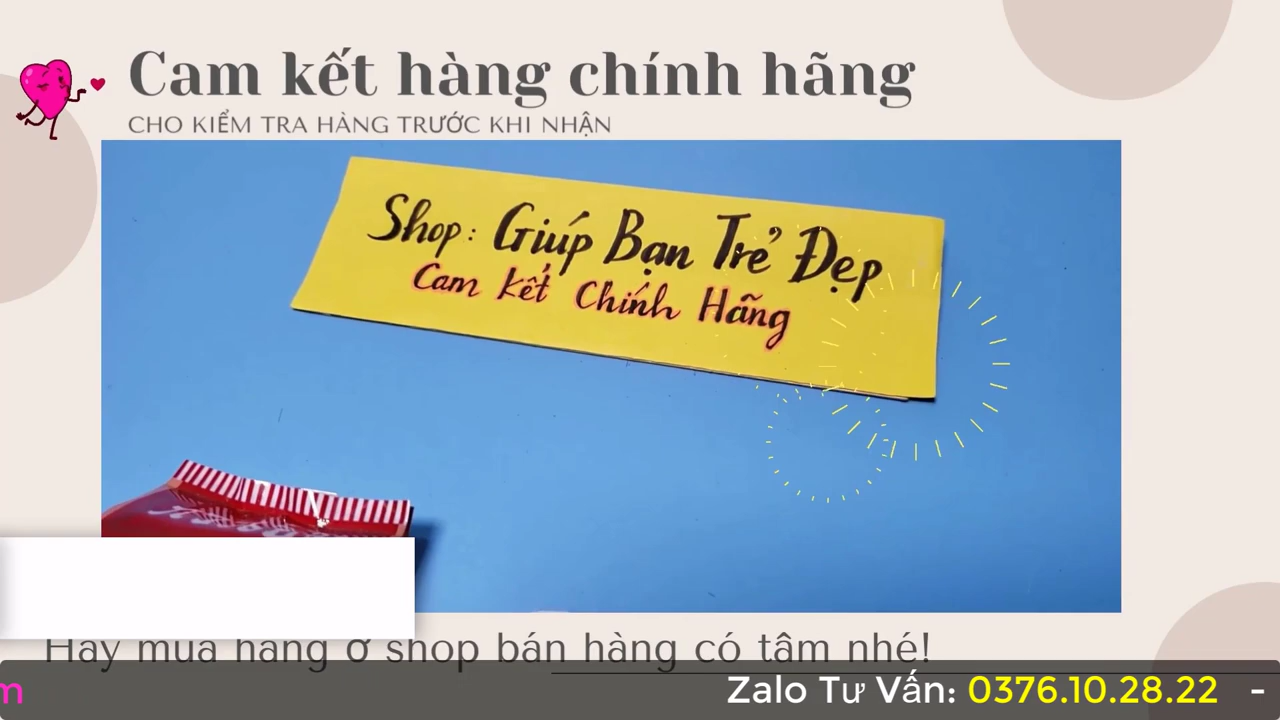 Cam kết hàng chính hãng
CHO KIỂM TRA HÀNG TRƯỚC KHI NHẬN
Shop: Giúp Bạn Trẻ Đẹp
Cam kết Chính Hãng
Hãy mua hàng ở shop bán hàng có tâm nhé!
m Zalo Tư Vấn: 0376.10.28.22 -